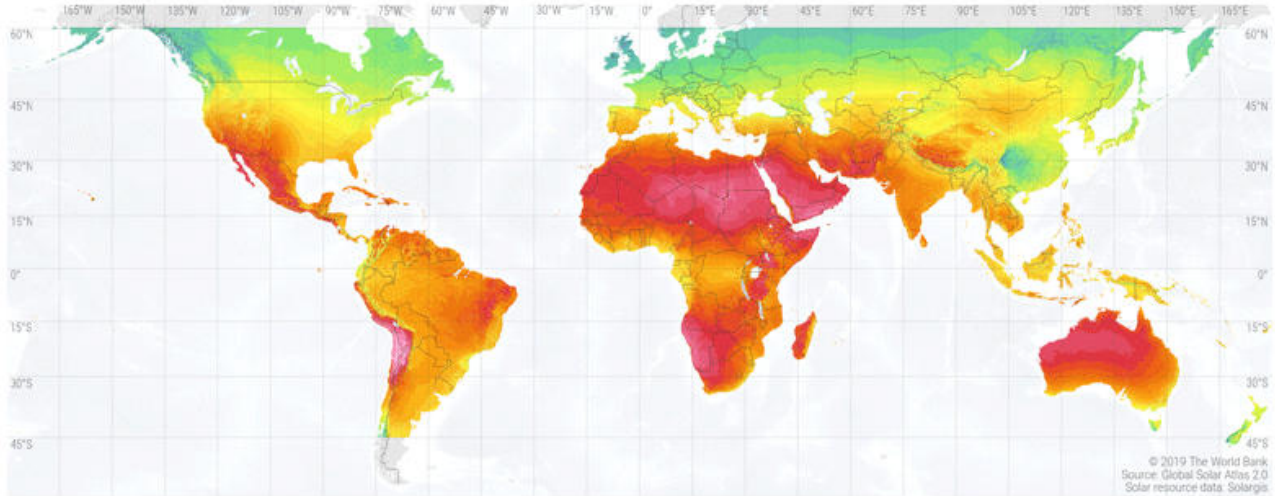 165°W 150°W 135°W 120°W 105°W 90°W 75°W 60°W 45°W 30°W 15°W 0° 15°E 30°E 45°E 60°E 75°E 90°E 105°E 120°E 135°E 150°E 165°E
60°N 60°N
45°N 45°N
30°N 30°N
15°N 15°N
0° 0°
15°S 15°S
30°S 30°S
45°S 45°S
© 2019 The World Bank
Source: Global Solar Atlas 2.0
Solar resource data: Solargis